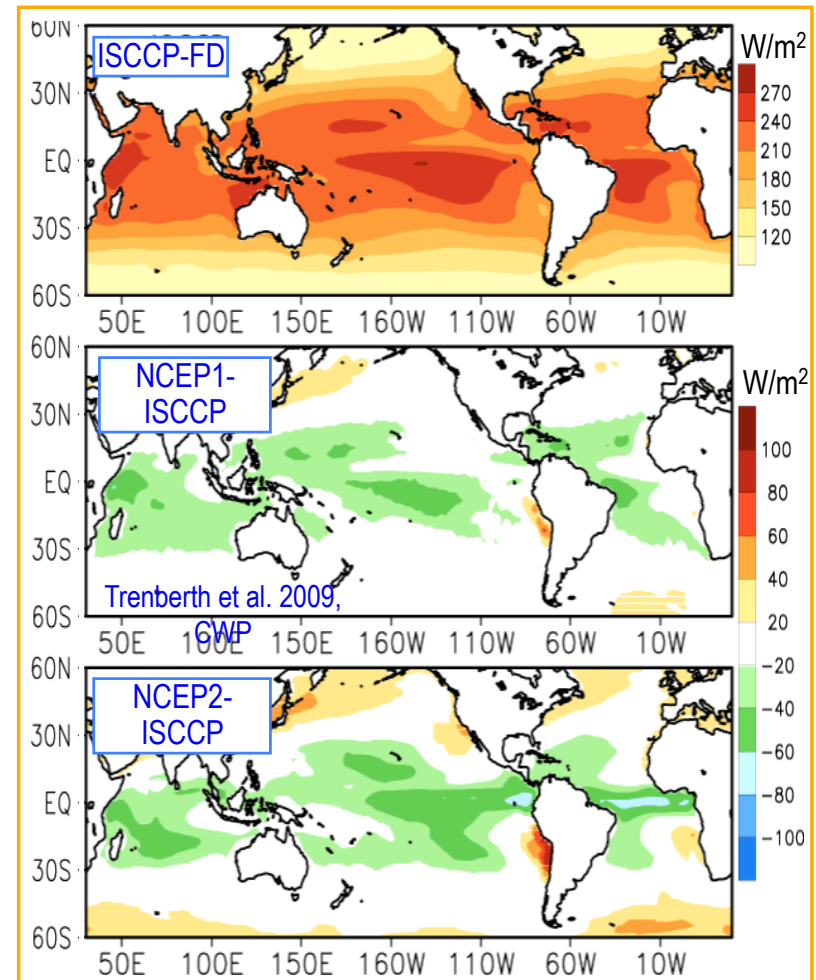 60N
ISCCP-FD
W/m²
30N
270
240
EQ
210
180
30S
150
120
60S
50E 100E 150E 160W 110W 60W 10W
60N
NCEP1-
ISCCP
W/m²
30N
100
80
EQ
60
40
30S
20
Trenberth et al. 2009,
CWP
60S
50E 100E 150E 160W 110W 60W 10W
−20
60N
NCEP2-
ISCCP
−40
30N
−60
EQ
−80
−100
30S
60S
50E 100E 150E 160W 110W 60W 10W